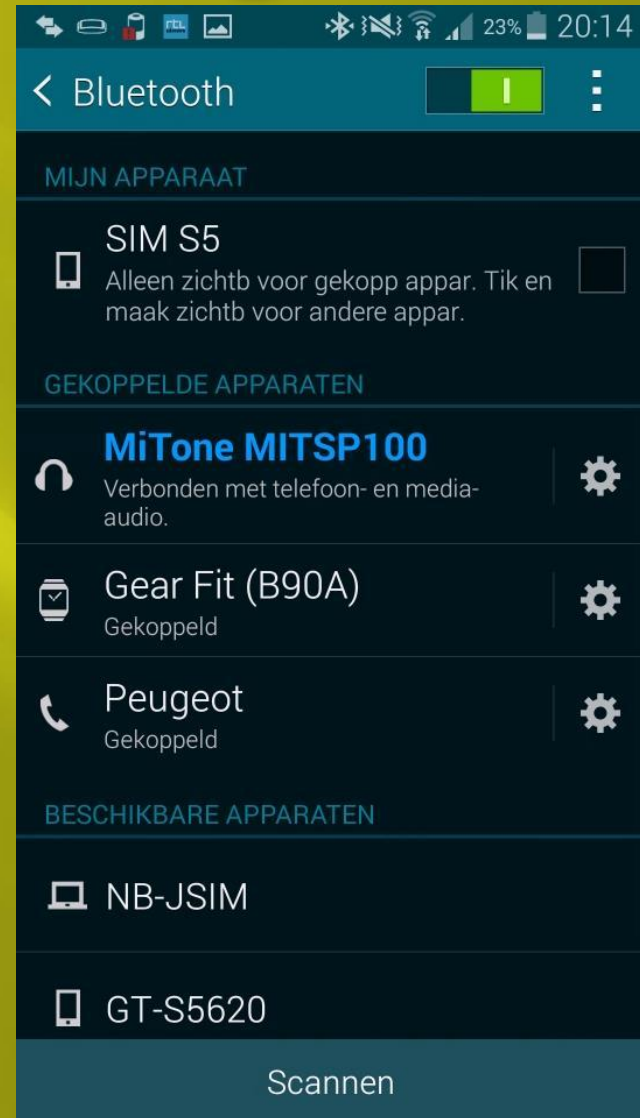 rtl 23% 20:14
Bluetooth
MIJN APPARAAT
SIM S5
Alleen zichtb voor gekopp appar. Tik en
maak zichtb voor andere appar.
GEKOPPELDE APPARATEN
MiTone MITSP100
Verbonden met telefoon- en media-
audio.
Gear Fit (B90A)
Gekoppeld
Peugeot
Gekoppeld
BESCHIKBARE APPARATEN
NB-JSIM
GT-S5620
Scannen